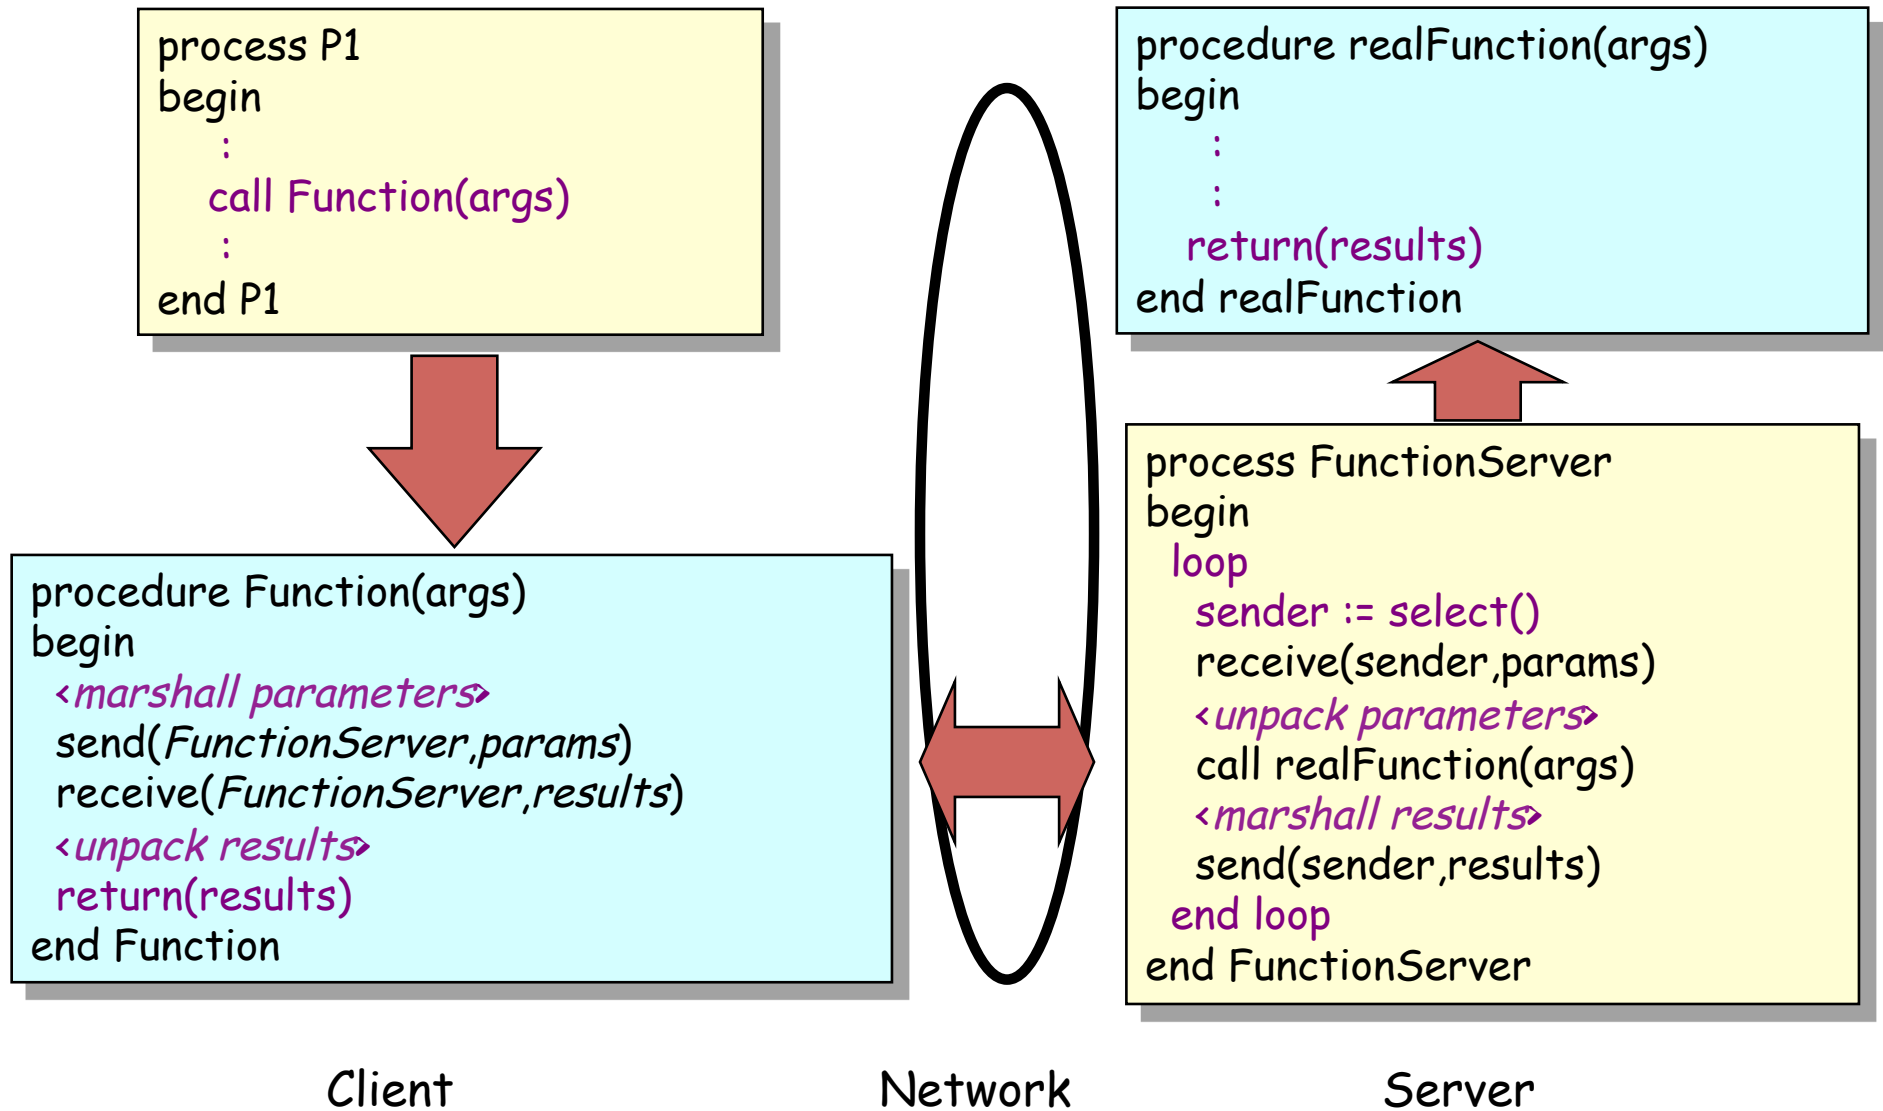 process P1
begin
:
call Function(args)
:
end P1
procedure Function(args)
begin
<marshall parameters>
send(FunctionServer,params)
receive(FunctionServer,results)
<unpack results>
return(results)
end Function
procedure realFunction(args)
begin
:
:
return(results)
end realFunction
process FunctionServer
begin
loop
sender := select()
receive(sender,params)
<unpack parameters>
call realFunction(args)
<marshall results>
send(sender,results)
end loop
end FunctionServer
Client
Network
Server